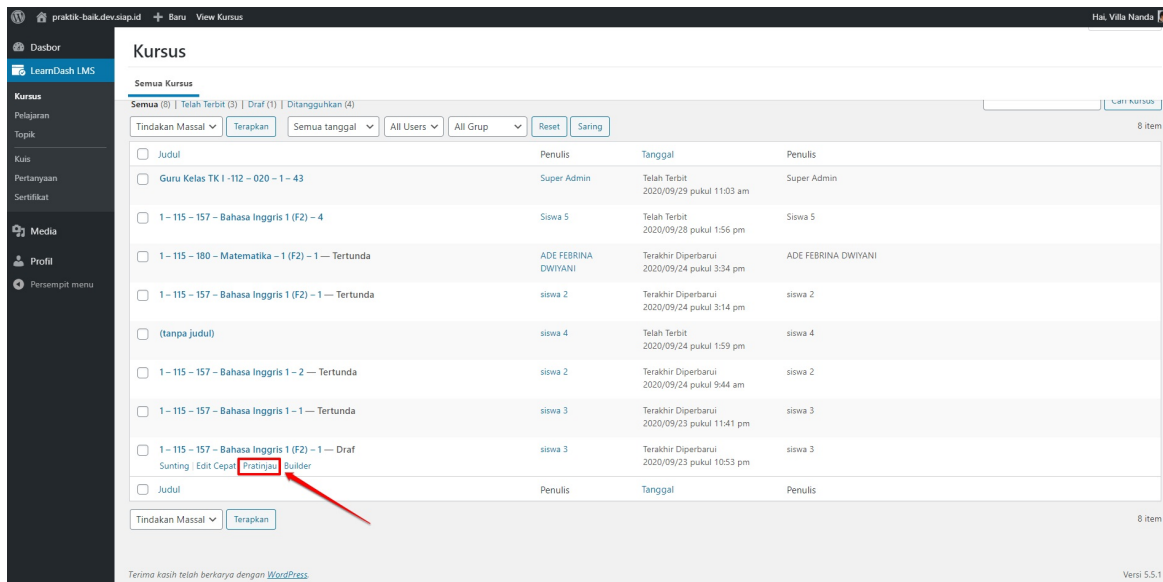 praktik-baik.dev.siap.id Baru View Kursus Hai, Villa Nanda
Dasbor
LearnDash LMS
Kursus
Pelajaran
Topik
Kuis
Pertanyaan
Sertifikat
Media
Profil
Persempit menu
Kursus
Semua Kursus
Semua (8) | Telah Terbit (3) | Draf (1) | Ditangguhkan (4) Cari Kursus
Tindakan Massal Terapkan Semua tanggal All Users All Grup Reset Saring 8 item
Judul Penulis Tanggal Penulis
Guru Kelas TK I -112 – 020 – 1 – 43 Super Admin Telah Terbit Super Admin
2020/09/29 pukul 11:03 am
1 – 115 – 157 – Bahasa Inggris 1 (F2) – 4 Siswa 5 Telah Terbit Siswa 5
2020/09/28 pukul 1:56 pm
1 – 115 – 180 – Matematika – 1 (F2) – 1 — Tertunda ADE FEBRINA Terakhir Diperbarui ADE FEBRINA DWIYANI
DWIYANI 2020/09/24 pukul 3:34 pm
1 – 115 – 157 – Bahasa Inggris 1 (F2) – 1 — Tertunda siswa 2 Terakhir Diperbarui siswa 2
2020/09/24 pukul 3:14 pm
(tanpa judul) siswa 4 Telah Terbit siswa 4
2020/09/24 pukul 1:59 pm
1 – 115 – 157 – Bahasa Inggris 1 – 2 — Tertunda siswa 2 Terakhir Diperbarui siswa 2
2020/09/24 pukul 9:44 am
1 – 115 – 157 – Bahasa Inggris 1 – 1 — Tertunda siswa 3 Terakhir Diperbarui siswa 3
2020/09/23 pukul 11:41 pm
1 – 115 – 157 – Bahasa Inggris 1 (F2) – 1 — Draf siswa 3 Terakhir Diperbarui siswa 3
Sunting | Edit Cepat | Pratinjau | Builder 2020/09/23 pukul 10:53 pm
Judul Penulis Tanggal Penulis
Tindakan Massal Terapkan 8 item
Terima kasih telah berkarya dengan WordPress. Versi 5.5.1